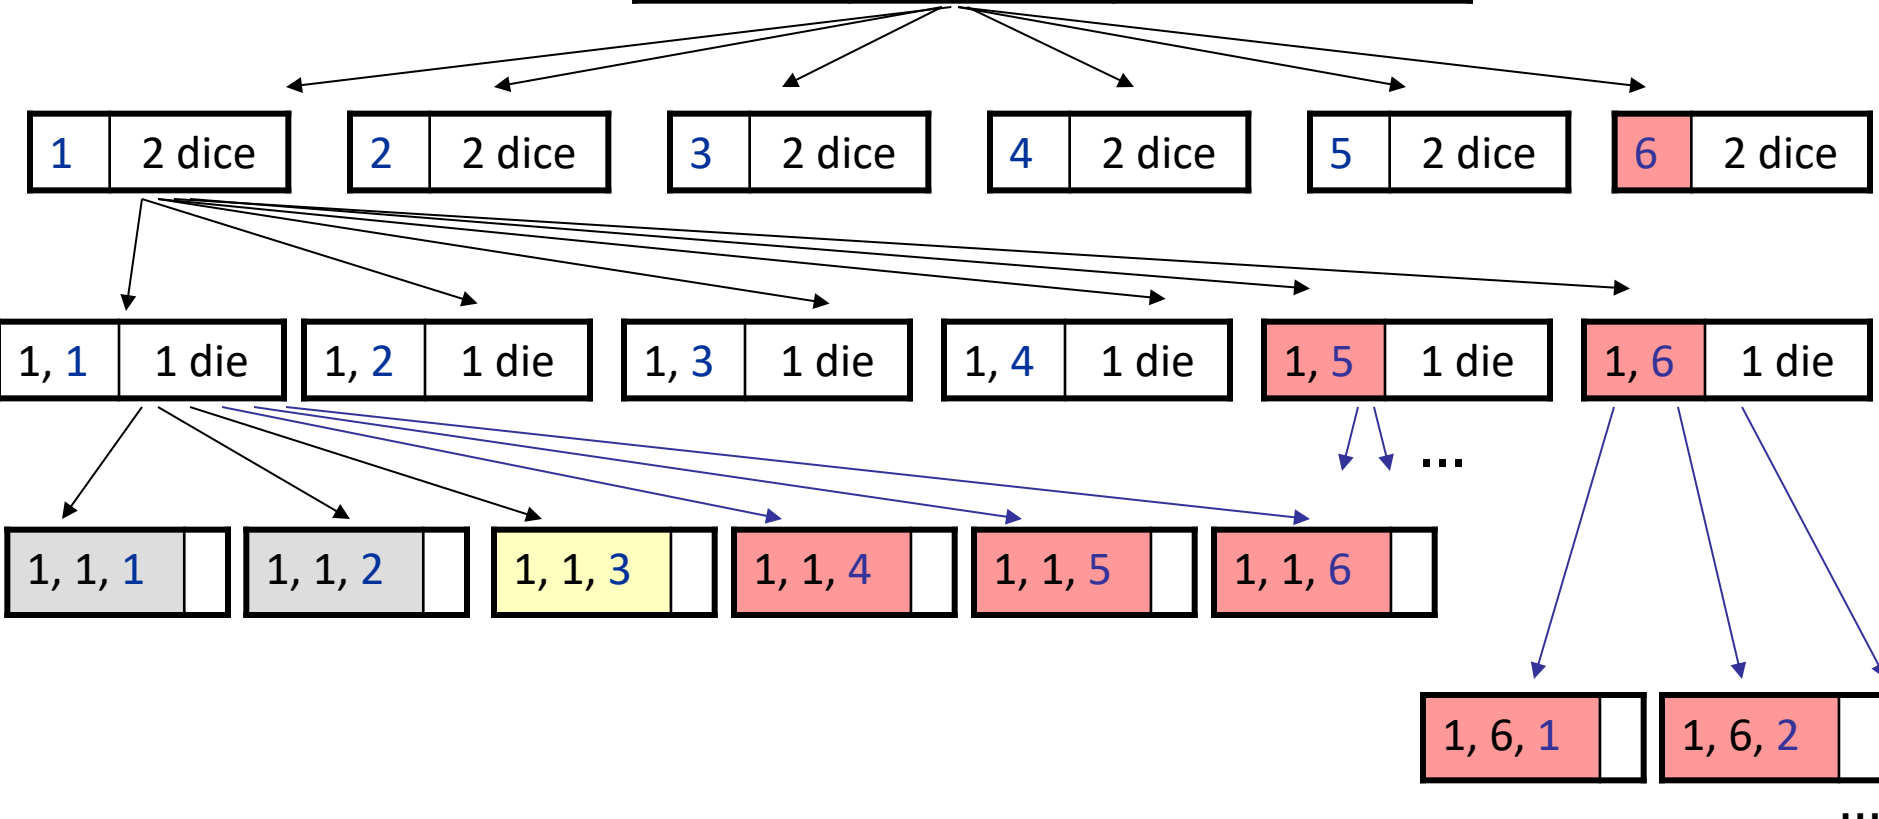 1 2 dice 2 2 dice 3 2 dice 4 2 dice 5 2 dice 6 2 dice
1, 1 1 die 1, 2 1 die 1, 3 1 die 1, 4 1 die 1, 5 1 die 1, 6 1 die
...
1, 1, 1 1, 1, 2 1, 1, 3 1, 1, 4 1, 1, 5 1, 1, 6
1, 6, 1 1, 6, 2
...